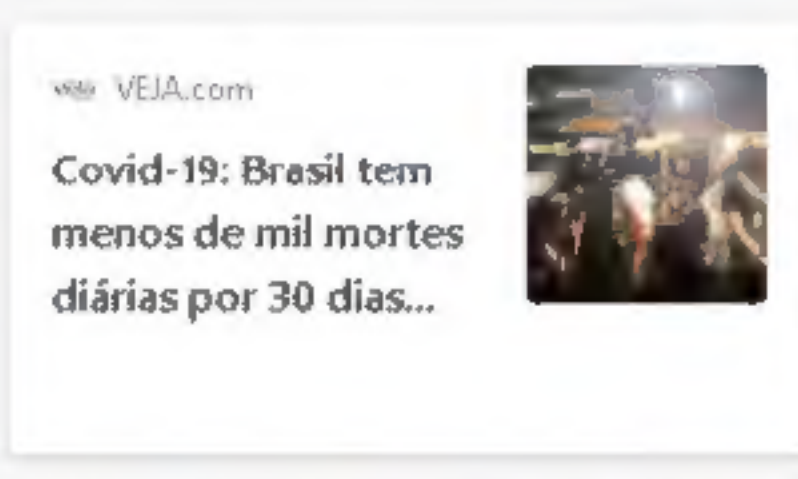 VEJA.com
Covid-19: Brasil tem
menos de mil mortes
diárias por 30 dias...